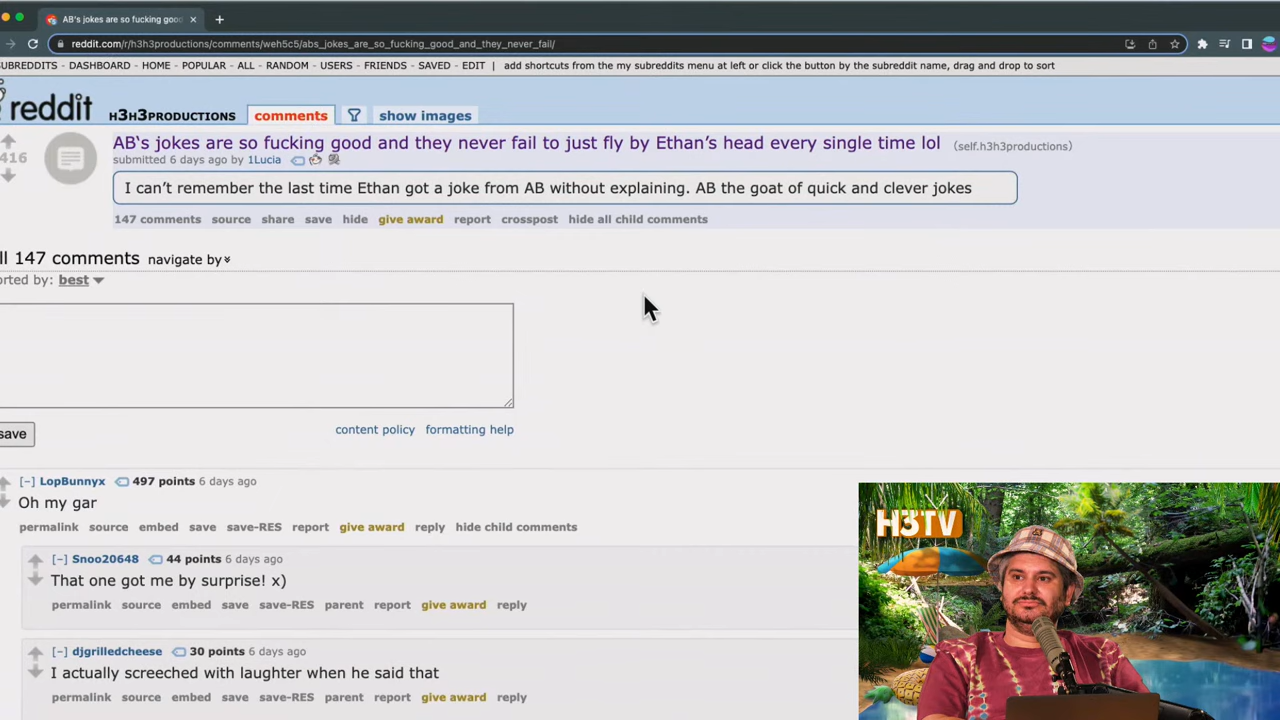 AB's jokes are so fucking good
reddit.com/r/h3h3productions/comments/weh5c5/abs_jokes_are_so_fucking_good_and_they_never_fail/
SUBREDDITS - DASHBOARD - HOME - POPULAR - ALL - RANDOM - USERS - FRIENDS - SAVED - EDIT | add shortcuts from the my subreddits menu at left or click the button by the subreddit name, drag and drop to sort
reddit H3H3PRODUCTIONS comments show images
AB's jokes are so fucking good and they never fail to just fly by Ethan's head every single time lol (self.h3h3productions)
416
submitted 6 days ago by 1Lucia
I can't remember the last time Ethan got a joke from AB without explaining. AB the goat of quick and clever jokes
147 comments source share save hide give award report crosspost hide all child comments
ll 147 comments navigate by
orted by: best
content policy formatting help
save
[–] LopBunnyx 497 points 6 days ago
Oh my gar
permalink source embed save save-RES report give award reply hide child comments
[–] Snoo20648 44 points 6 days ago
That one got me by surprise! x)
permalink source embed save save-RES parent report give award reply
[–] djgrilledcheese 30 points 6 days ago
I actually screeched with laughter when he said that
permalink source embed save save-RES parent report give award reply
H3TV